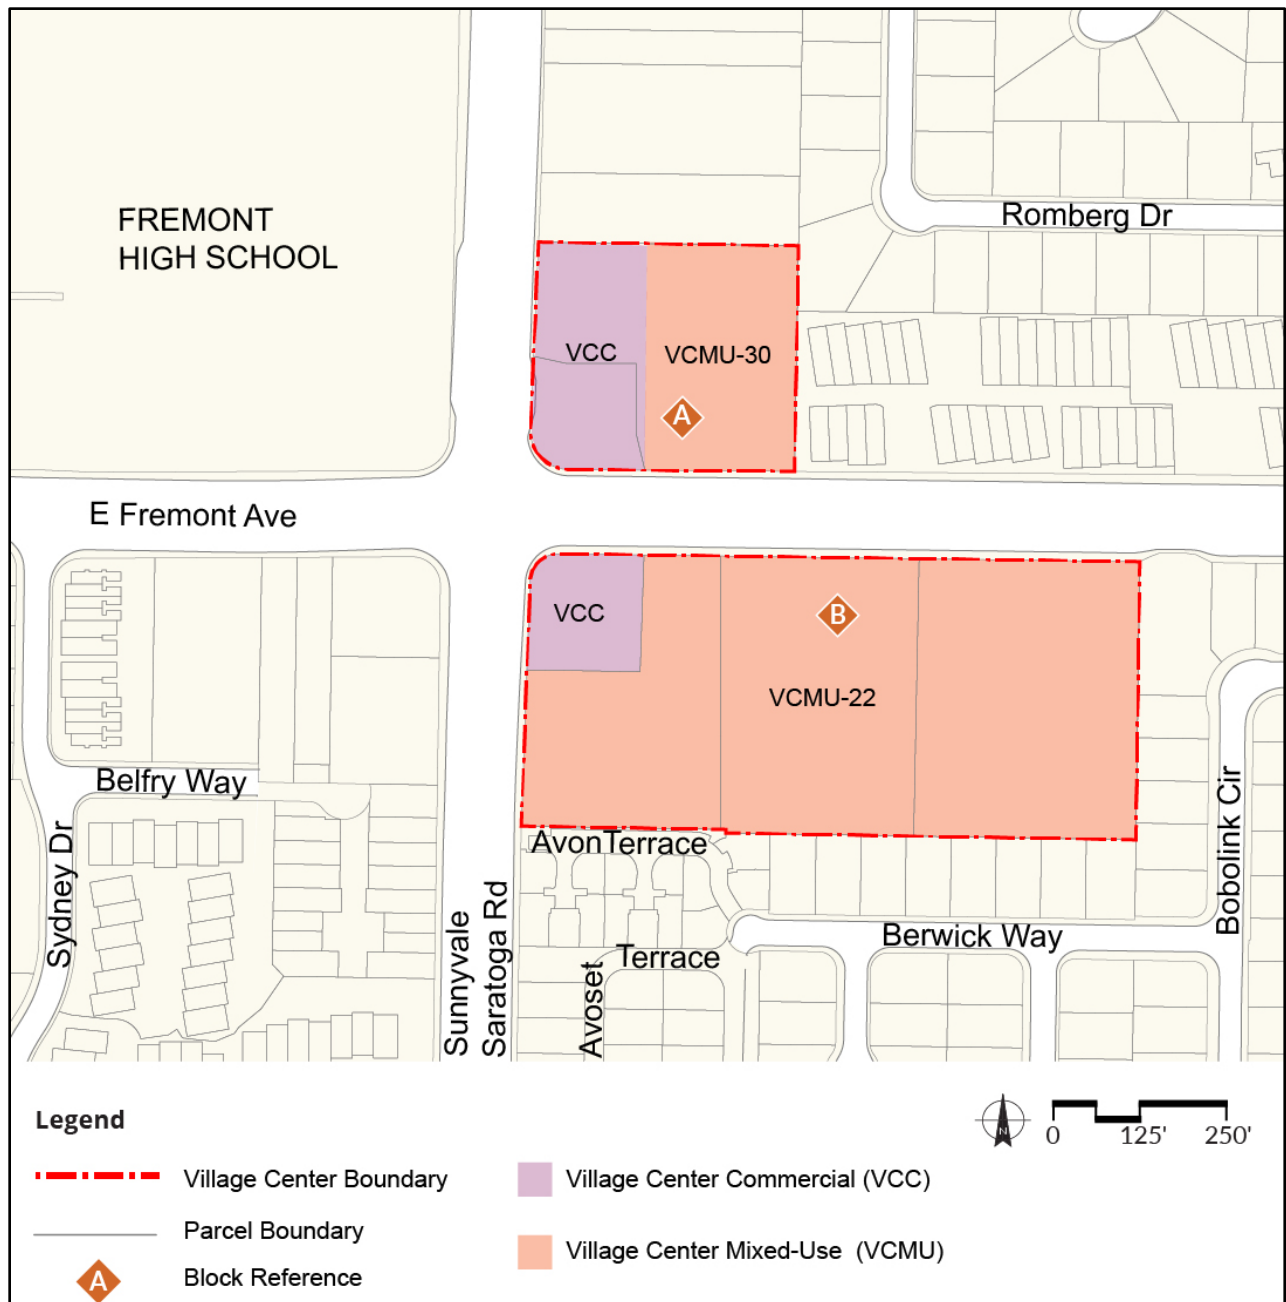 FREMONT
HIGH SCHOOL
Romberg Dr
VCC
VCMU-30
A
E Fremont Ave
VCC
B
VCMU-22
Belfry Way
Sydney Dr
AvonTerrace
Bobolink Cir
Sunnyvale
Saratoga Rd
Avoset
Terrace
Berwick Way
Legend
N
0 125' 250'
Village Center Boundary
Village Center Commercial (VCC)
Parcel Boundary
Village Center Mixed-Use (VCMU)
A
Block Reference